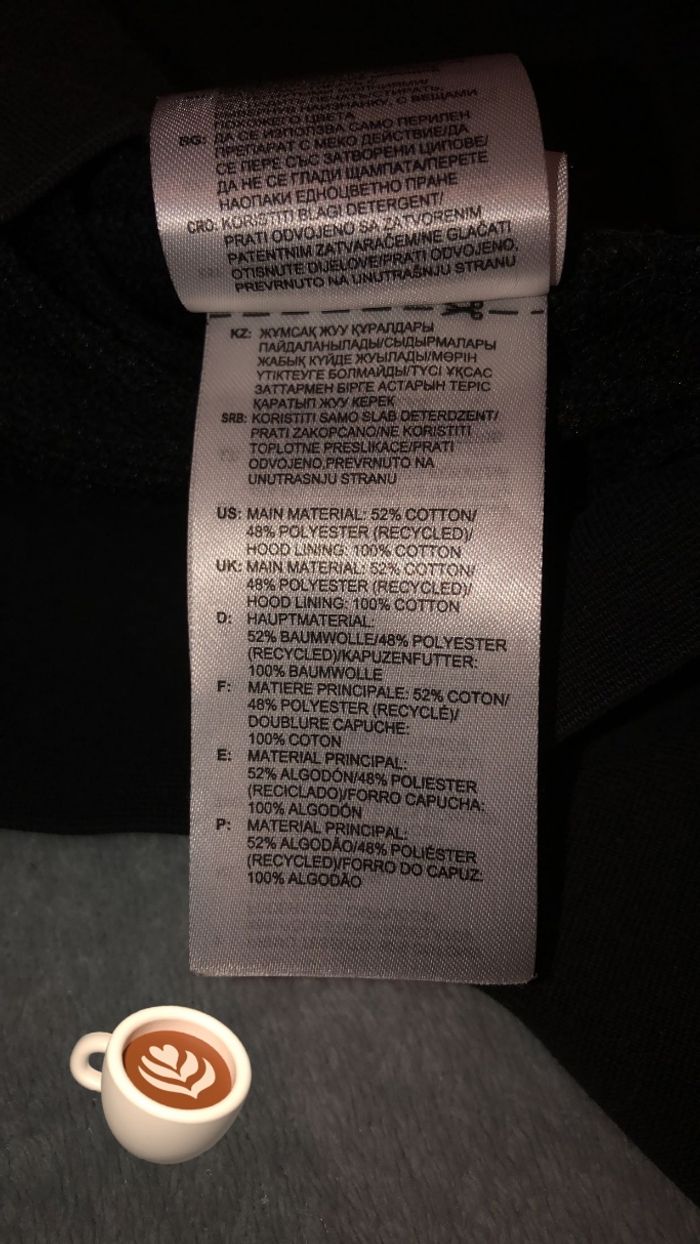 НАИЗНАНКУ, С ВЕЩАМИ
ПОХОЖЕГО ЦВЕТА
BG: ДА СЕ ИЗПОЛЗВА САМО ПЕРИЛЕН
ПРЕПАРАТ С МЕКО ДЕЙСТВИЕ/ДА
СЕ ПЕРЕ СЪС ЗАТВОРЕНИ ЦИПОВЕ/
ДА НЕ СЕ ГЛАДИ ЩАМПАТА/ПЕРЕТЕ
НАОПАКИ ЕДНОЦВЕТНО ПРАНЕ
CRO: KORISTITI BLAGI DETERGENT/
PRATI ODVOJENO SA ZATVORENIM
PATENTNIM ZATVARAČEM/NE GLAČATI
OTISNUTE DIJELOVE/PRATI ODVOJENO,
PREVRNUTO NA UNUTRAŠNJU STRANU
KZ: ЖҰМСАҚ ЖУУ ҚҰРАЛДАРЫ
ПАЙДАЛАНЫЛАДЫ/СЫДЫРМАЛАРЫ
ЖАБЫҚ КҮЙДЕ ЖУЫЛАДЫ/МӨРІН
ҮТІКТЕУГЕ БОЛМАЙДЫ/ТҮСІ ҰҚСАС
ЗАТТАРМЕН БІРГЕ АСТАРЫН ТЕРІС
ҚАРАТЫП ЖУУ КЕРЕК
SRB: KORISTITI SAMO SLAB DETERDZENT/
PRATI ZAKOPCANO/NE KORISTITI
TOPLOTNE PRESLIKACE/PRATI
ODVOJENO,PREVRNUTO NA
UNUTRASNJU STRANU
US: MAIN MATERIAL: 52% COTTON/
48% POLYESTER (RECYCLED)/
HOOD LINING: 100% COTTON
UK: MAIN MATERIAL: 52% COTTON/
48% POLYESTER (RECYCLED)/
HOOD LINING: 100% COTTON
D: HAUPTMATERIAL:
52% BAUMWOLLE/48% POLYESTER
(RECYCLED)/KAPUZENFUTTER:
100% BAUMWOLLE
F: MATIERE PRINCIPALE: 52% COTON/
48% POLYESTER (RECYCLÉ)/
DOUBLURE CAPUCHE:
100% COTON
E: MATERIAL PRINCIPAL:
52% ALGODÓN/48% POLIESTER
(RECICLADO)/FORRO CAPUCHA:
100% ALGODÓN
P: MATERIAL PRINCIPAL:
52% ALGODÃO/48% POLIÉSTER
(RECYCLED)/FORRO DO CAPUZ:
100% ALGODÃO